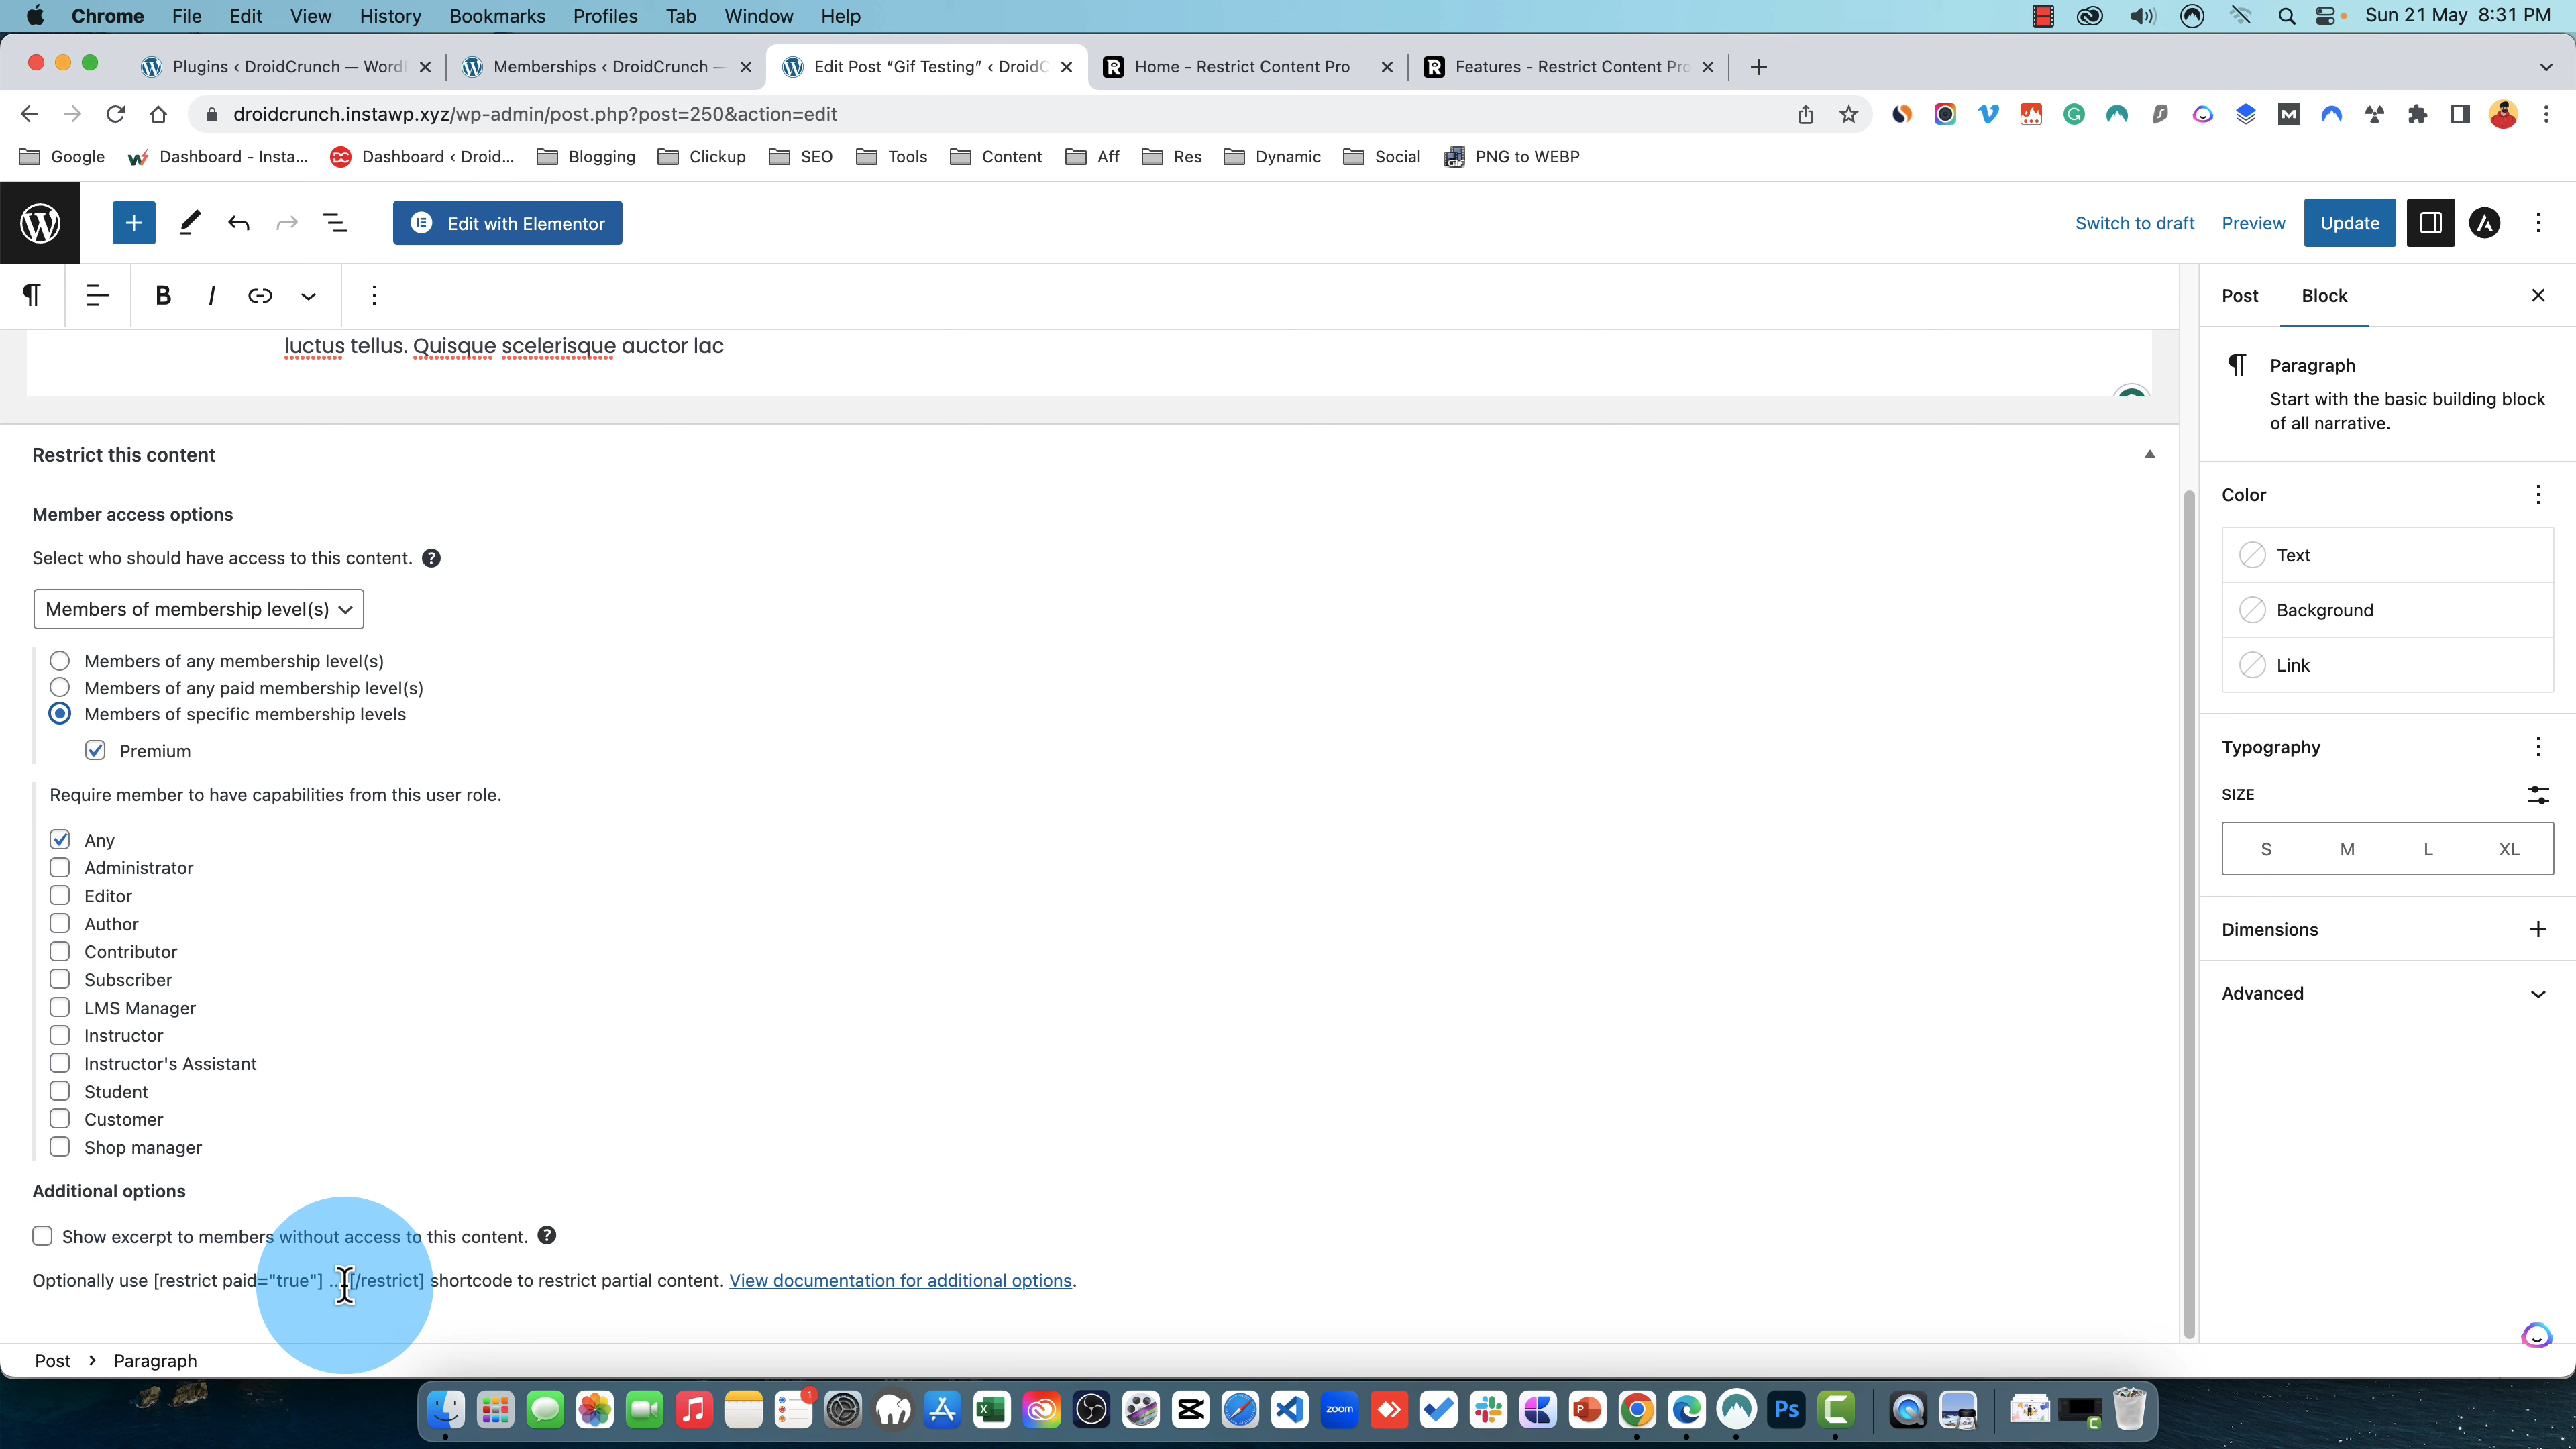 Chrome File Edit View History Bookmarks Profiles Tab Window Help Sun 21 May 8:31 PM
Plugins ‹ DroidCrunch — Word Memberships ‹ DroidCrunch — Edit Post “Gif Testing” ‹ DroidC Home - Restrict Content Pro Features - Restrict Content Pro
droidcrunch.instawp.xyz/wp-admin/post.php?post=250&action=edit
Google Dashboard - Insta... Dashboard ‹ Droid... Blogging Clickup SEO Tools Content Aff Res Dynamic Social PNG to WEBP
Edit with Elementor Switch to draft Preview Update
B I Post Block
luctus tellus. Quisque scelerisque auctor lac
Paragraph
Start with the basic building block
of all narrative.
Restrict this content
Member access options
Select who should have access to this content. ?
Members of membership level(s)
Members of any membership level(s)
Members of any paid membership level(s)
Members of specific membership levels
Premium
Require member to have capabilities from this user role.
Any
Administrator
Editor
Author
Contributor
Subscriber
LMS Manager
Instructor
Instructor's Assistant
Student
Customer
Shop manager
Additional options
Show excerpt to members without access to this content. ?
Optionally use [restrict paid="true"] ... [/restrict] shortcode to restrict partial content. View documentation for additional options.
Color
Text
Background
Link
Typography
SIZE
S M L XL
Dimensions
Advanced
Post › Paragraph
1
zoom
Ps